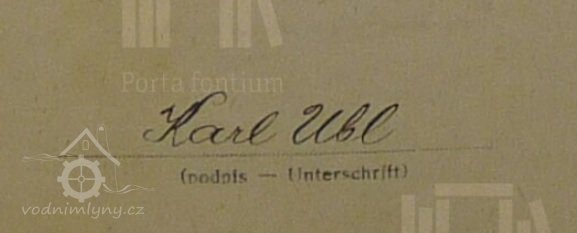 Porta fontium
Karl Ubl
(podpis — Unterschrift)
vodnimlyny.cz